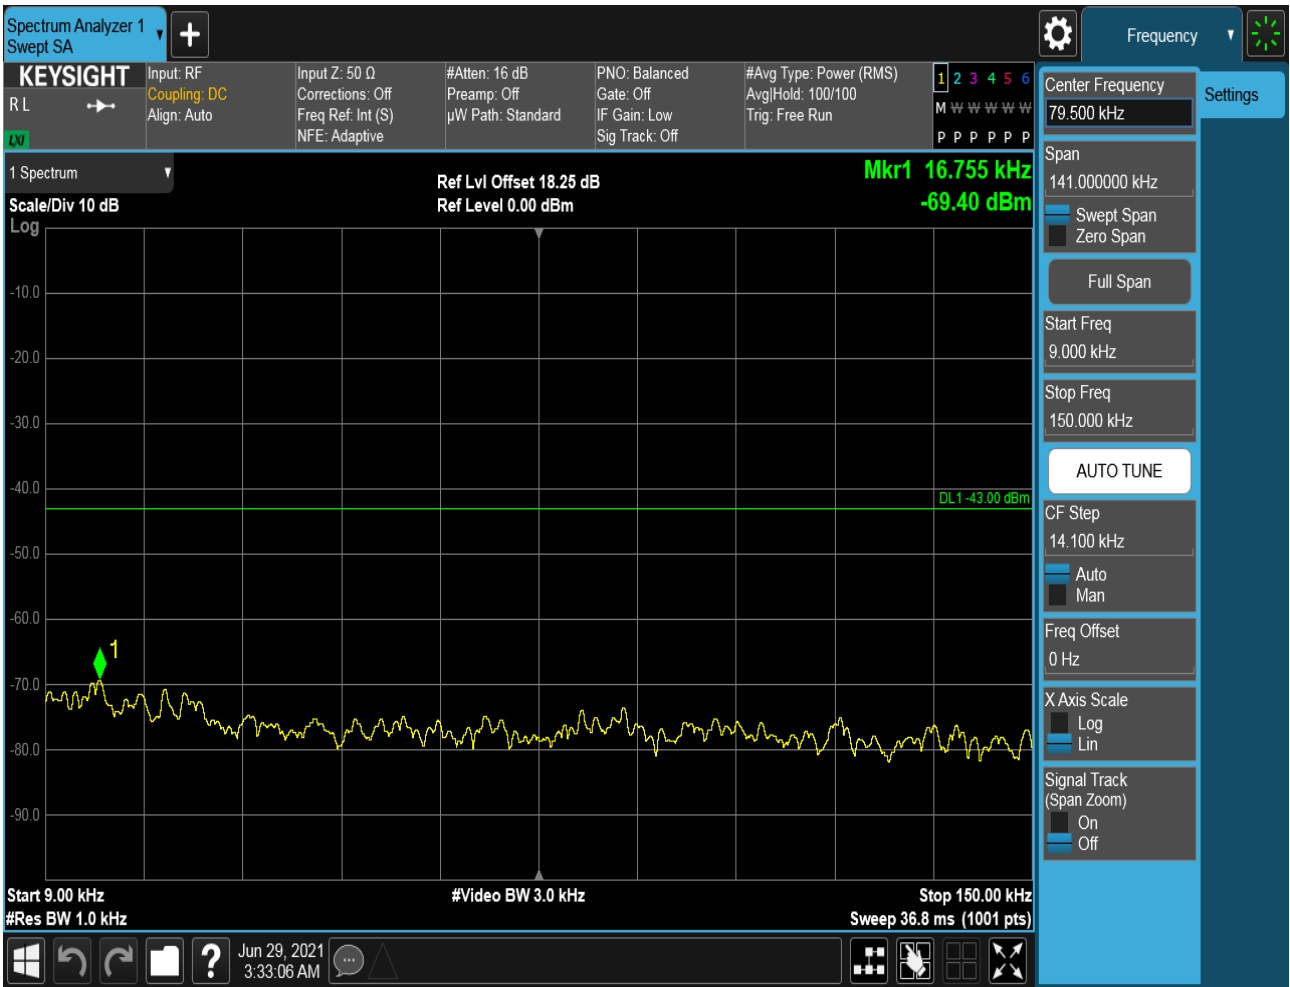 Spectrum Analyzer 1
Swept SA
Frequency
KEYSIGHT
R L
LXI
Input: RF
Coupling: DC
Align: Auto
Input Z: 50 Ω
Corrections: Off
Freq Ref: Int (S)
NFE: Adaptive
#Atten: 16 dB
Preamp: Off
µW Path: Standard
PNO: Balanced
Gate: Off
IF Gain: Low
Sig Track: Off
#Avg Type: Power (RMS)
Avg|Hold: 100/100
Trig: Free Run
1 2 3 4 5 6
M W W W W W
P P P P P P
1 Spectrum
Scale/Div 10 dB
Log
Ref Lvl Offset 18.25 dB
Ref Level 0.00 dBm
Mkr1 16.755 kHz
-69.40 dBm
-10.0
-20.0
-30.0
-40.0
DL1 -43.00 dBm
-50.0
-60.0
1
-70.0
-80.0
-90.0
Start 9.00 kHz
#Res BW 1.0 kHz
#Video BW 3.0 kHz
Stop 150.00 kHz
Sweep 36.8 ms (1001 pts)
Center Frequency
79.500 kHz
Settings
Span
141.000000 kHz
Swept Span
Zero Span
Full Span
Start Freq
9.000 kHz
Stop Freq
150.000 kHz
AUTO TUNE
CF Step
14.100 kHz
Auto
Man
Freq Offset
0 Hz
X Axis Scale
Log
Lin
Signal Track
(Span Zoom)
On
Off
?
Jun 29, 2021
3:33:06 AM